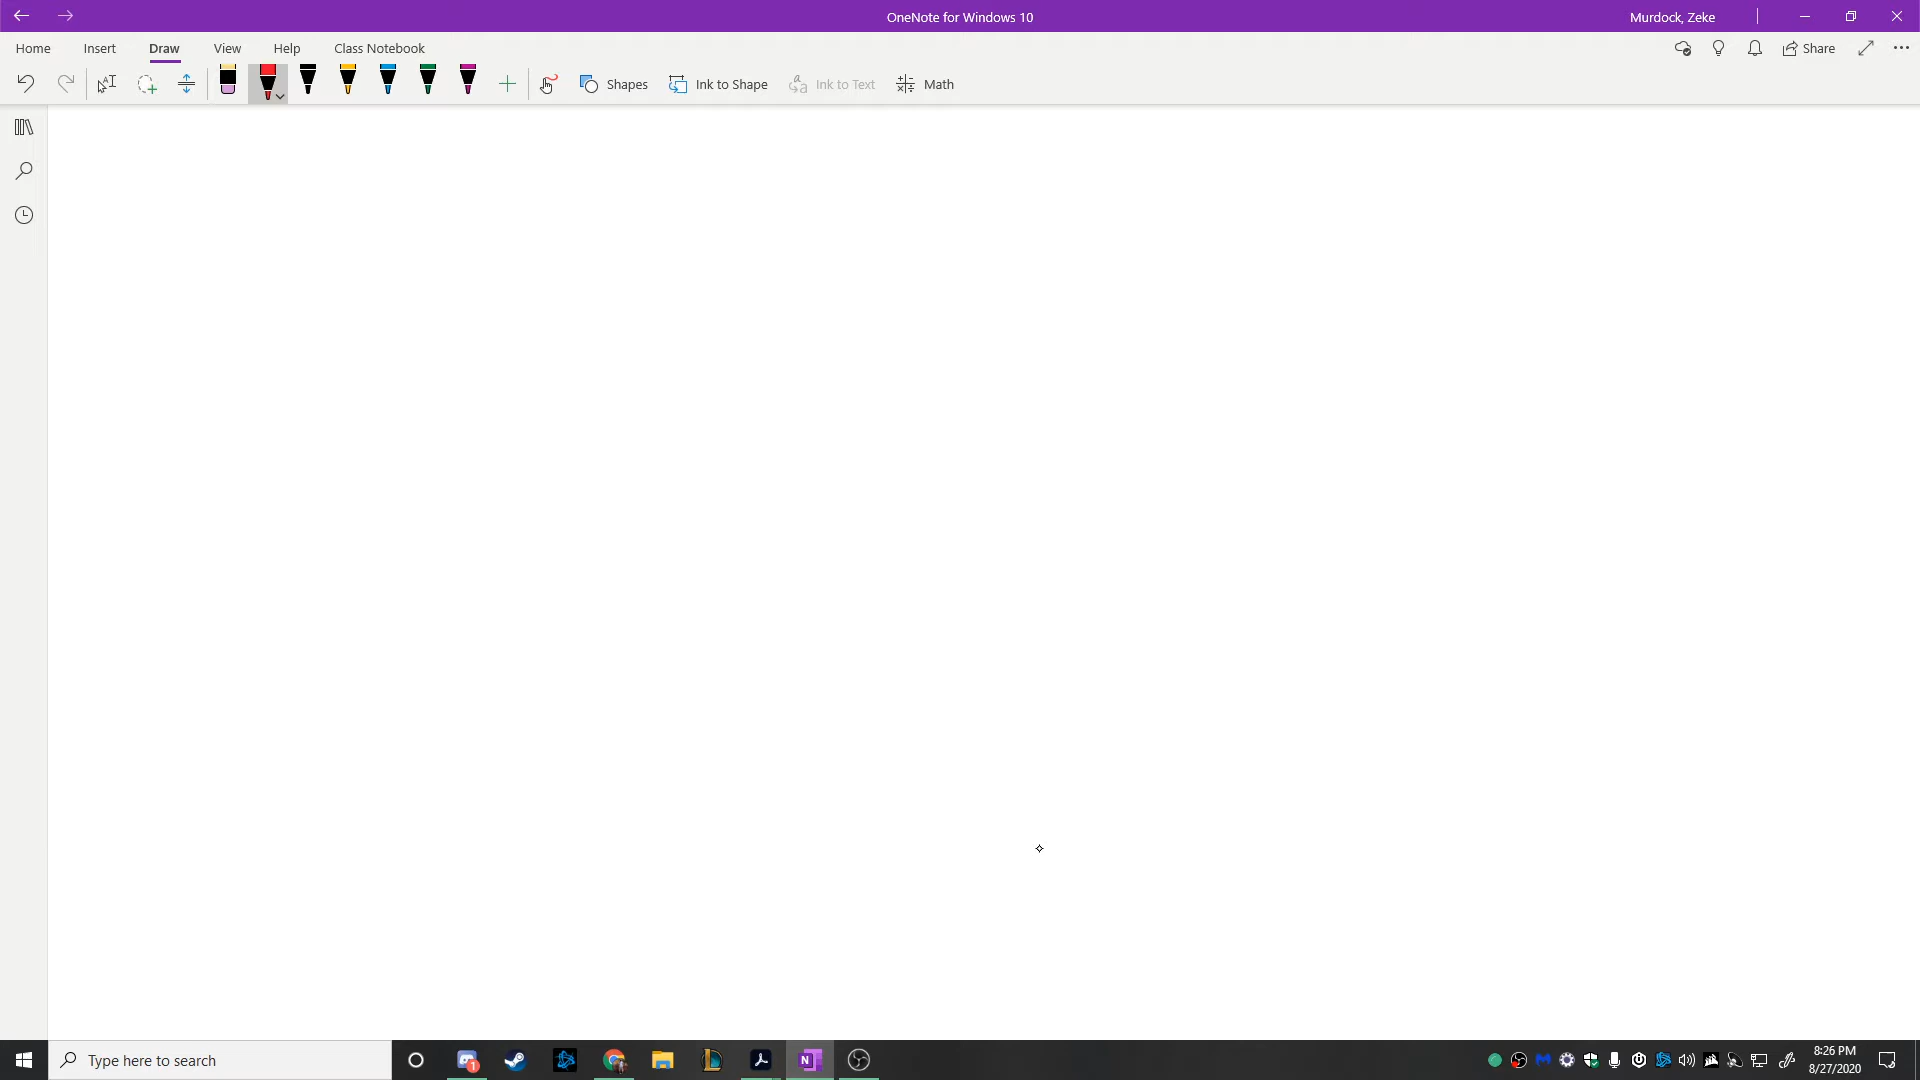 OneNote for Windows 10
Murdock, Zeke
Home Insert Draw View Help Class Notebook
Share
Shapes Ink to Shape Ink to Text Math
Type here to search
8:26 PM
8/27/2020